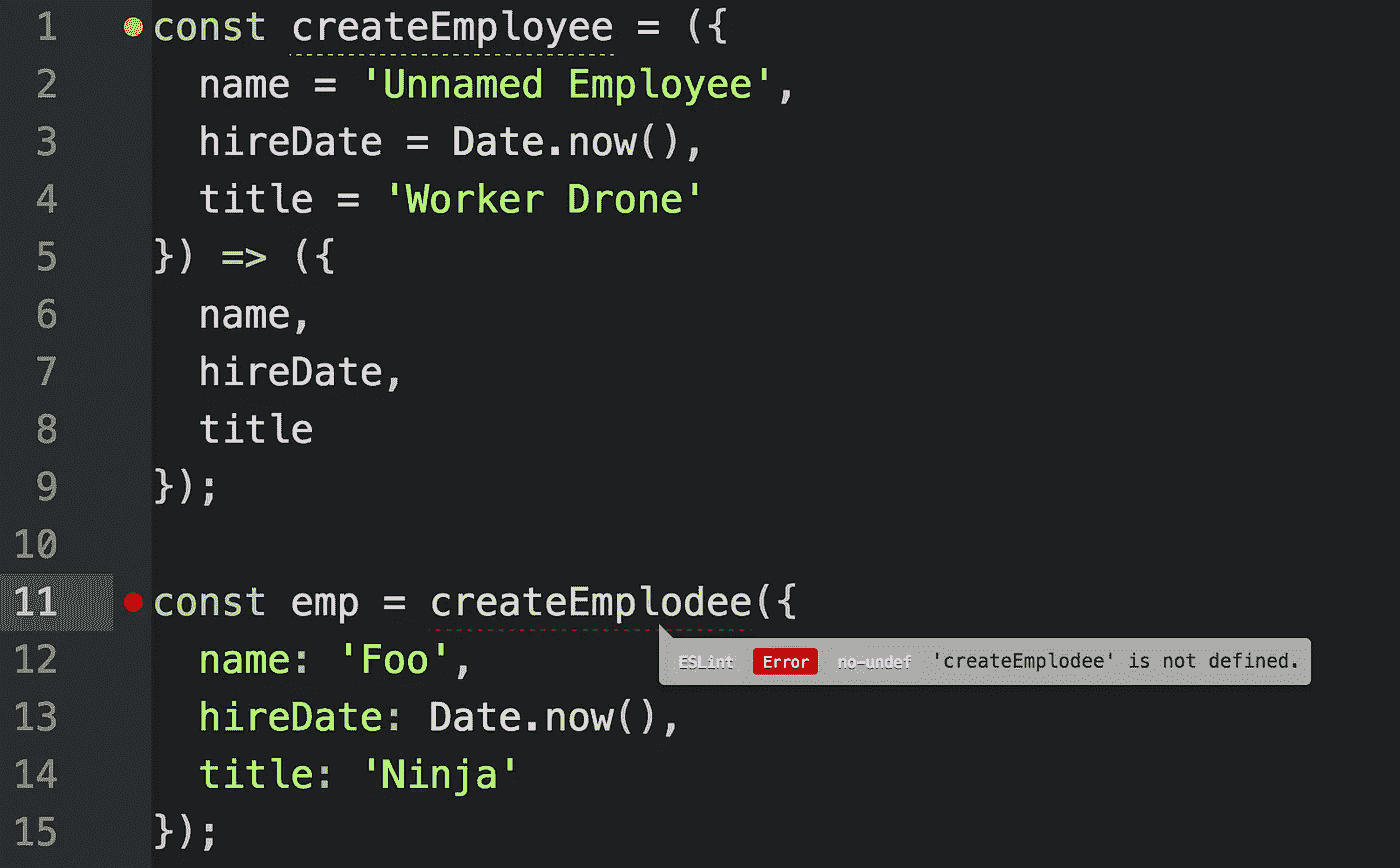 1 const createEmployee = ({
2   name = 'Unnamed Employee',
3   hireDate = Date.now(),
4   title = 'Worker Drone'
5 }) => ({
6   name,
7   hireDate,
8   title
9 });
10
11 const emp = createEmplodee({
12   name: 'Foo',
ESLint Error no-undef 'createEmplodee' is not defined.
13   hireDate: Date.now(),
14   title: 'Ninja'
15 });